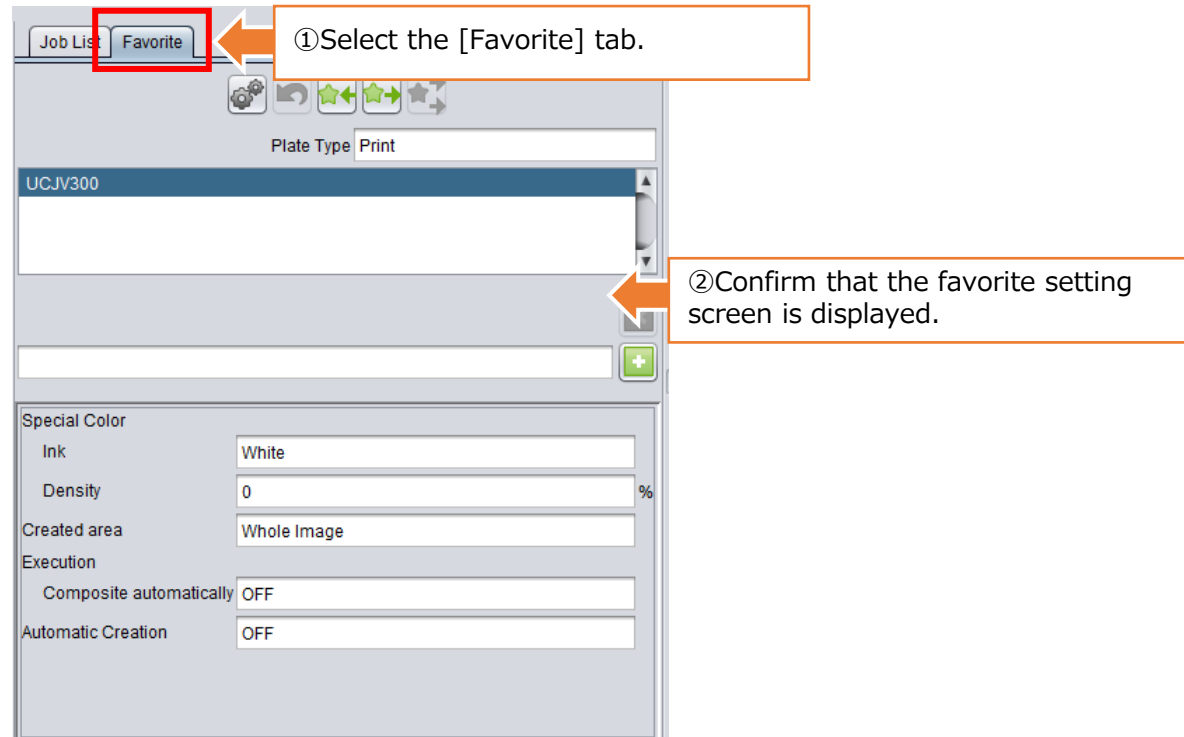 Job List Favorite
①Select the [Favorite] tab.
Plate Type Print
UCJV300
②Confirm that the favorite setting
screen is displayed.
Special Color
Ink White
Density 0 %
Created area Whole Image
Execution
Composite automatically OFF
Automatic Creation OFF